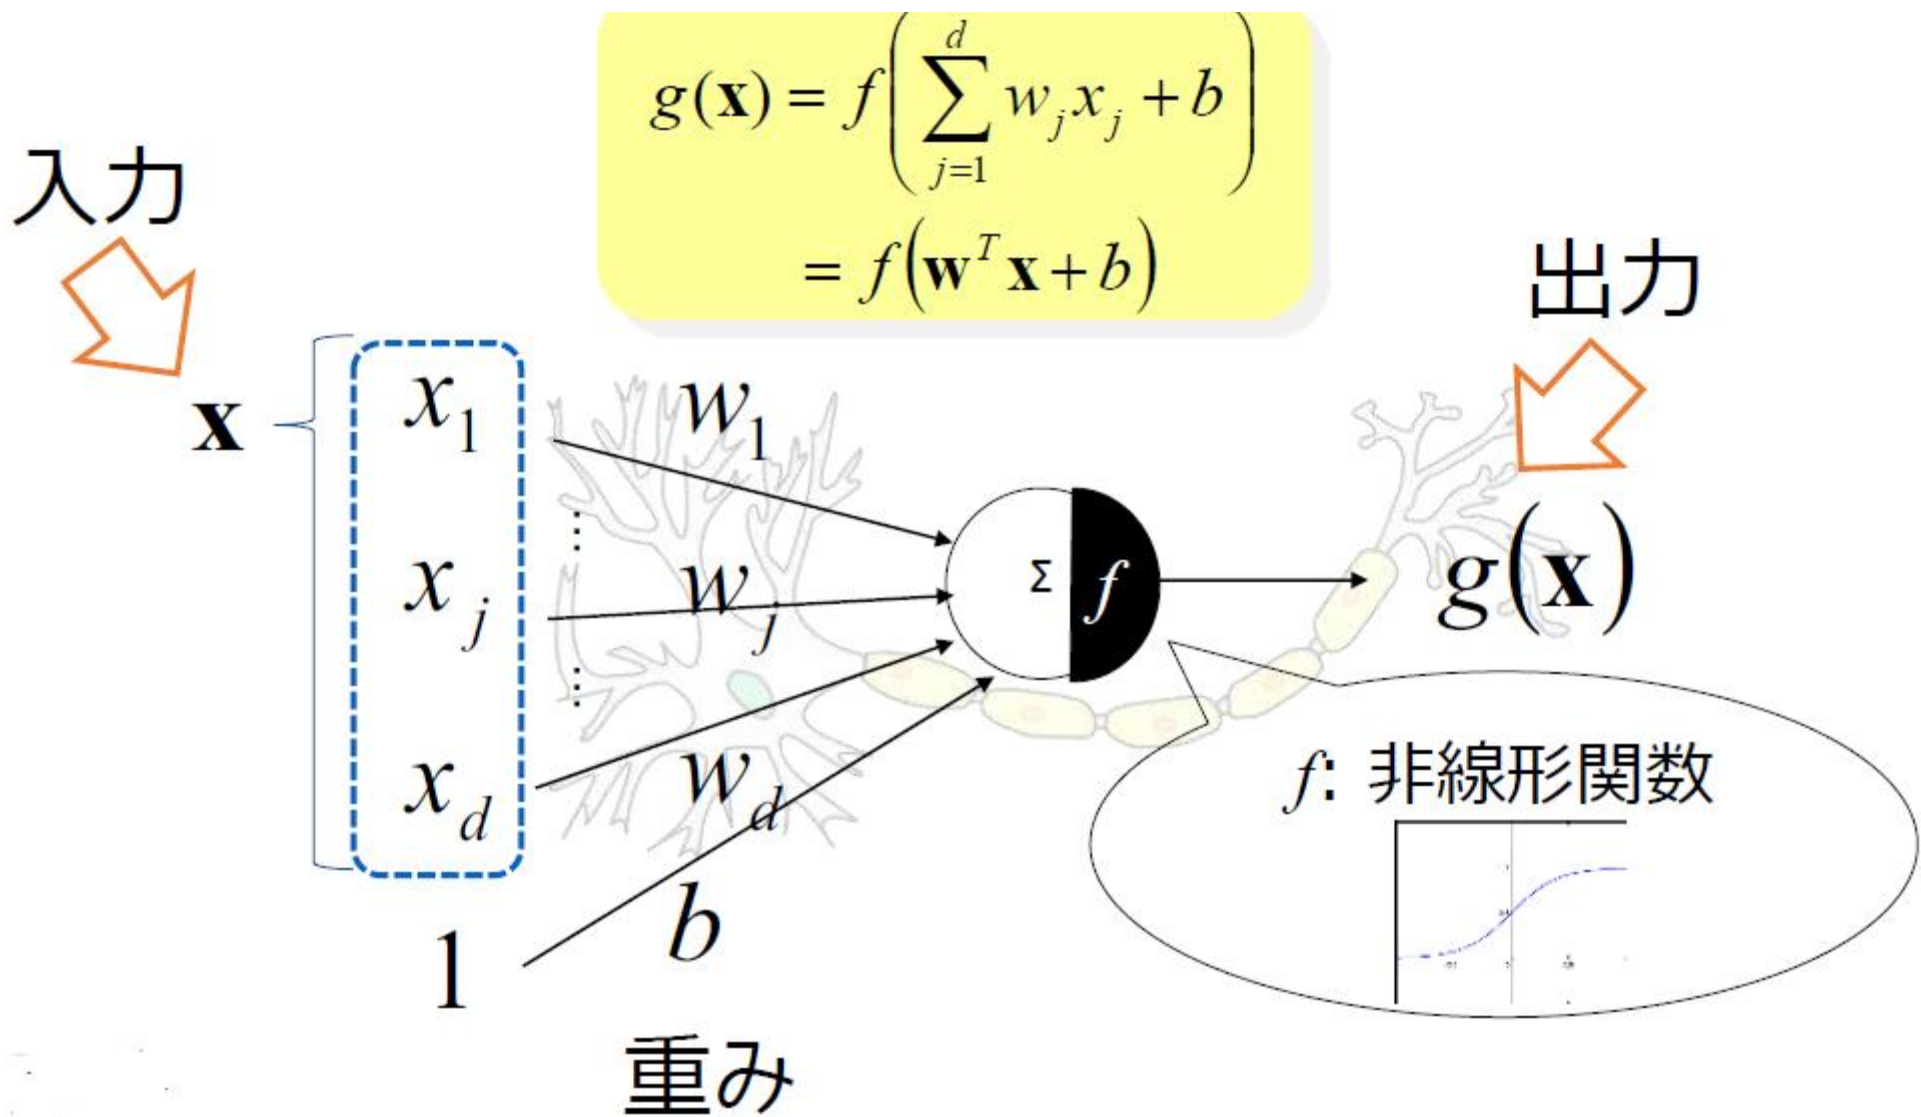 g(x) = f(∑_{j=1}^{d} w_j x_j + b)
= f(w^T x + b)
入力
出力
x
x_1
w_1
x_j
w_j
Σ
f
g(x)
x_d
w_d
1
b
重み
f: 非線形関数